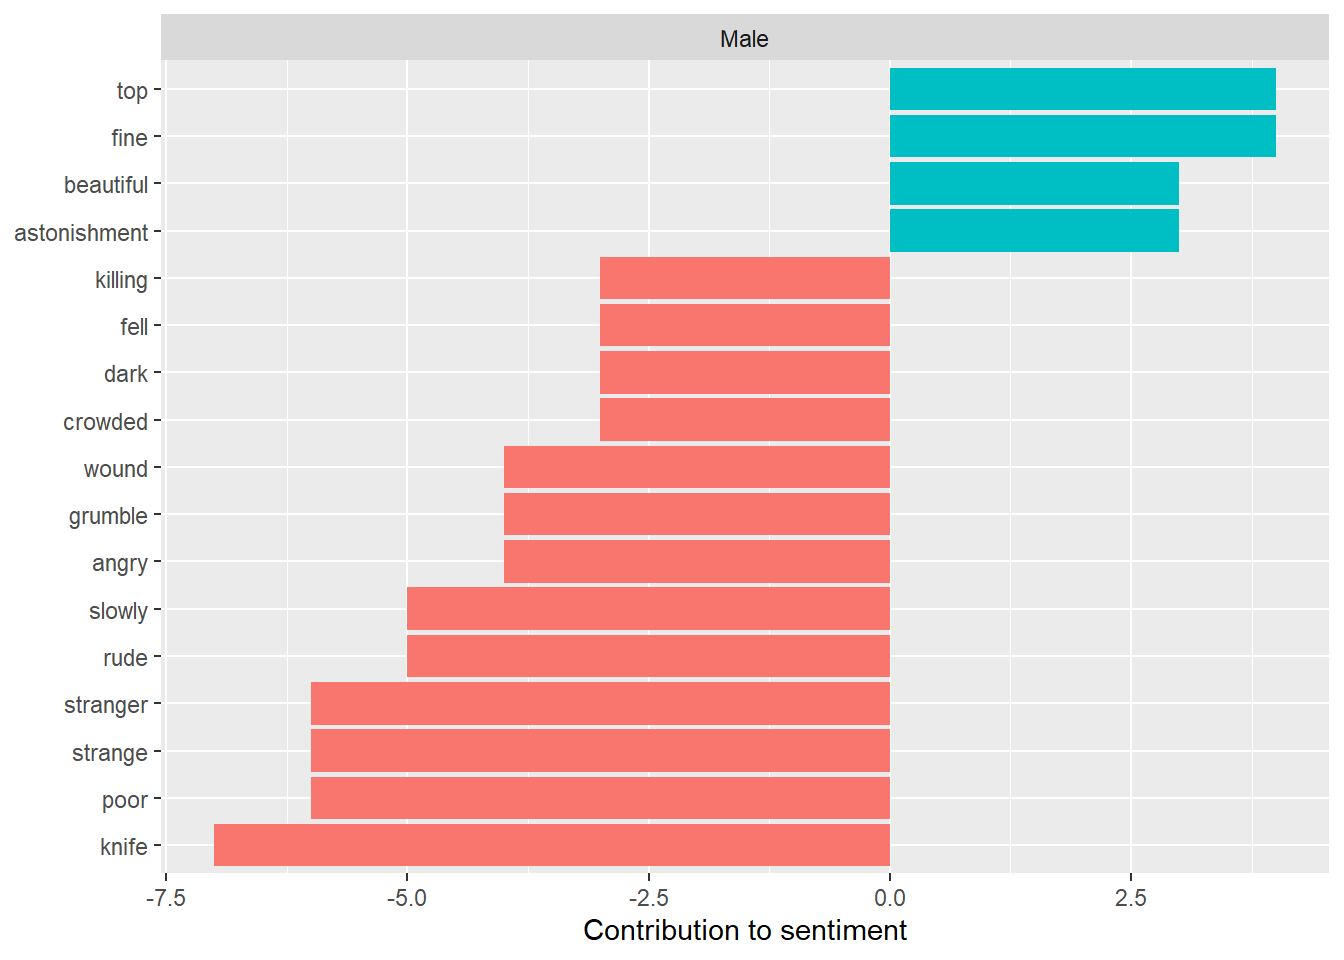 Male
top
fine
beautiful
astonishment
killing
fell
dark
crowded
wound
grumble
angry
slowly
rude
stranger
strange
poor
knife
-7.5 -5.0 -2.5 0.0 2.5
Contribution to sentiment